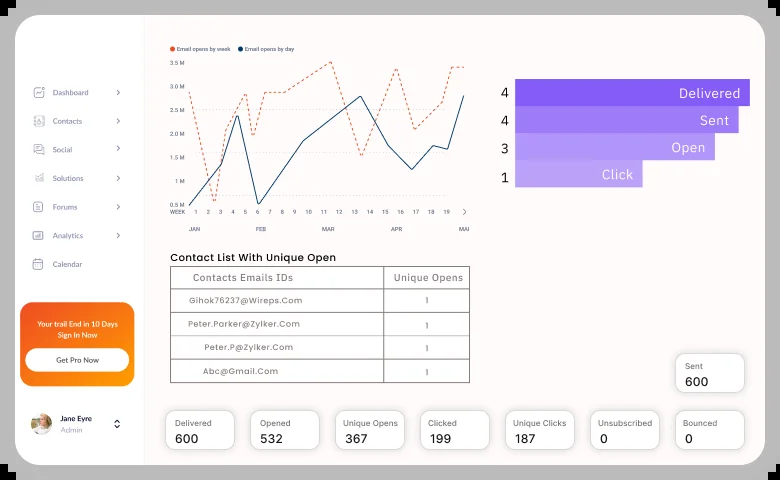 Dashboard
Contacts
Social
Solutions
Forums
Analytics
Calendar
Your trail End in 10 Days
Sign In Now
Get Pro Now
Jane Eyre
Admin
Email opens by week Email opens by day
3.5 M
3.0 M
2.5 M
2.0 M
1.5 M
1 M
0.5 M
WEEK 1 2 3 4 5 6 7 8 9 10 11 12 13 14 15 16 17 18 19
JAN FEB MAR APR MAI
4 Delivered
4 Sent
3 Open
1 Click
Contact List With Unique Open
Contacts Emails IDs Unique Opens
Gihok76237@Wireps.Com 1
Peter.Parker@Zylker.Com 1
Peter.P@Zylker.Com 1
Abc@Gmail.Com 1
Sent
600
Delivered Opened Unique Opens Clicked Unique Clicks Unsubscribed Bounced
600 532 367 199 187 0 0